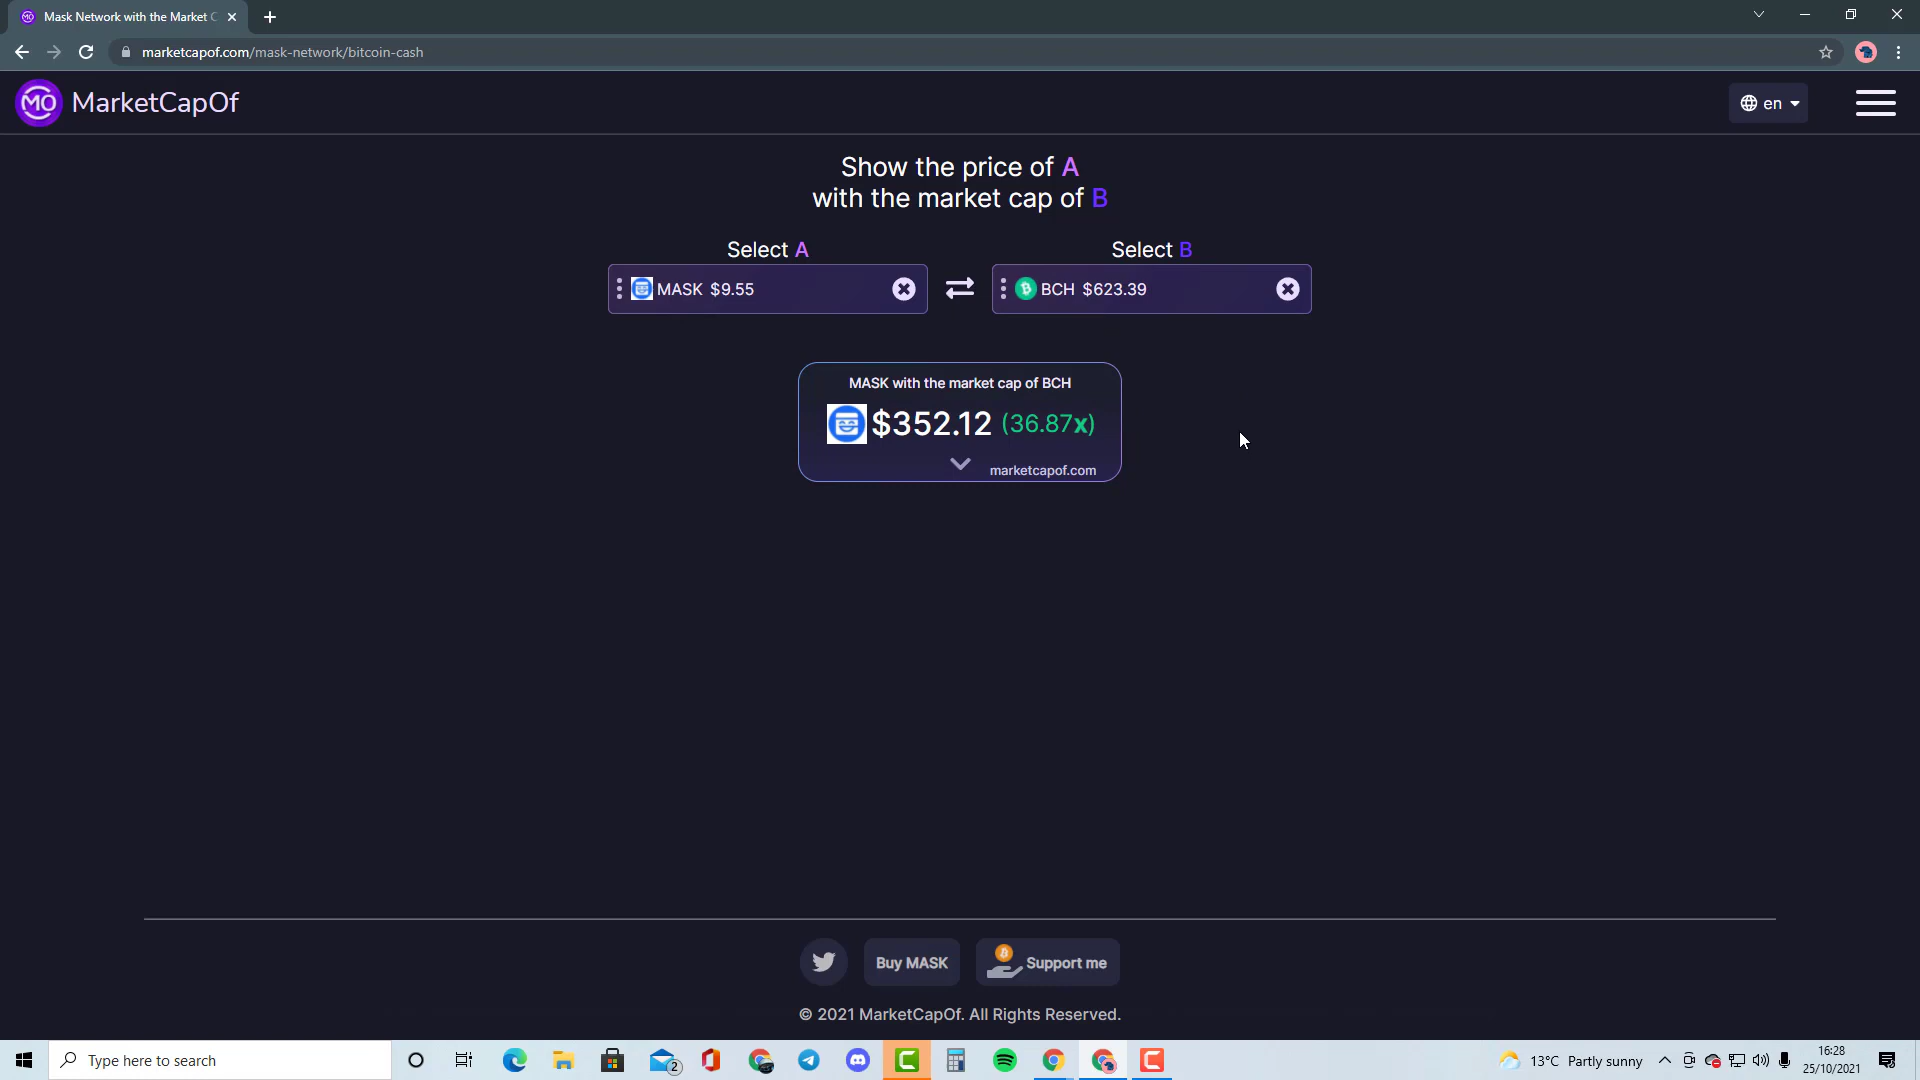 Mask Network with the Market C
marketcapof.com/mask-network/bitcoin-cash
MO MarketCapOf
en
Show the price of A
with the market cap of B
Select A
Select B
MASK $9.55
BCH $623.39
MASK with the market cap of BCH
$352.12 (36.87x)
marketcapof.com
Buy MASK
Support me
© 2021 MarketCapOf. All Rights Reserved.
Type here to search
2
13°C Partly sunny
16:28
25/10/2021